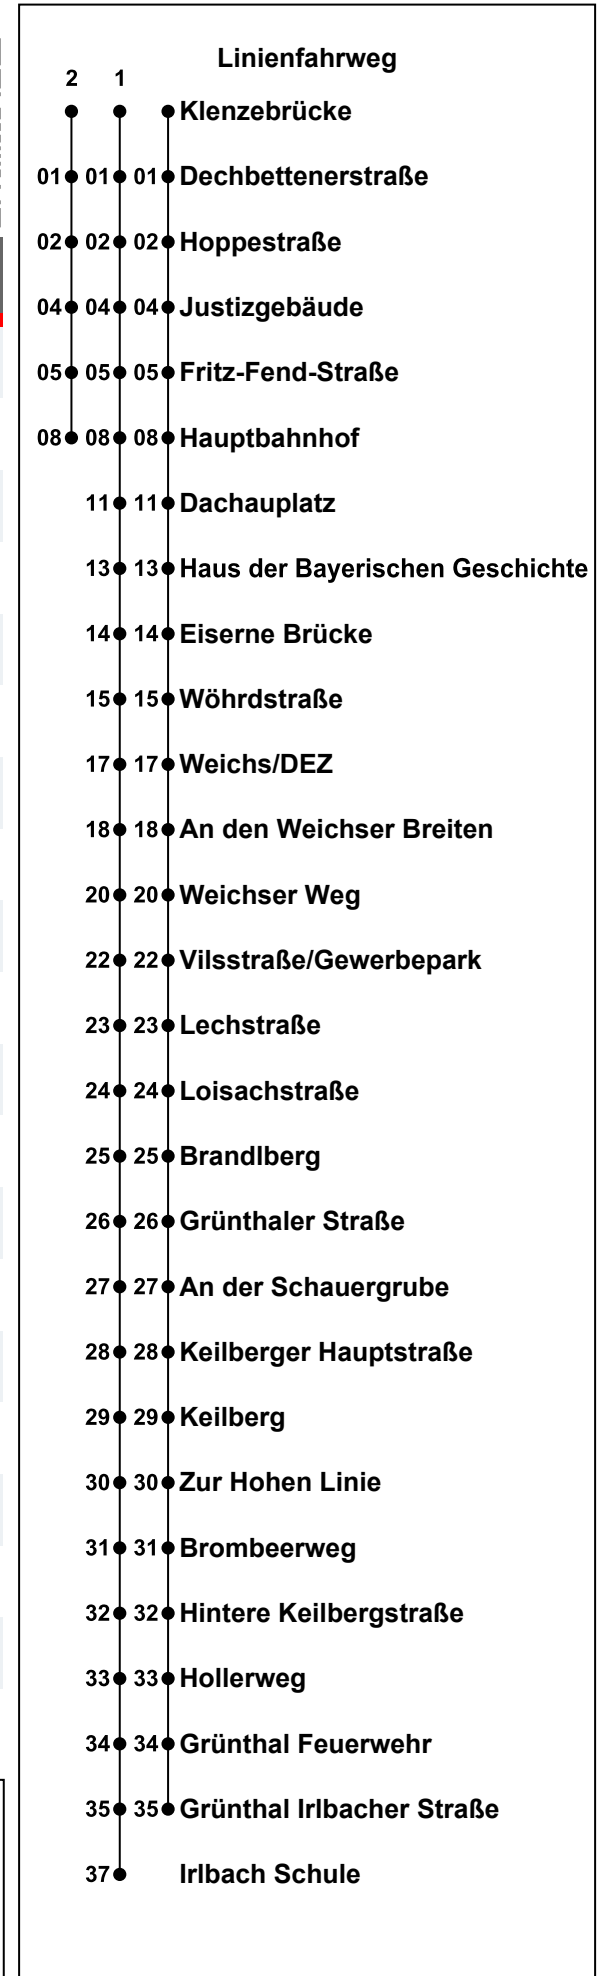 Linienfahrweg
2 1
Klenzebrücke
01 01 01 Dechbettenerstraße
02 02 02 Hoppestraße
04 04 04 Justizgebäude
05 05 05 Fritz-Fend-Straße
08 08 08 Hauptbahnhof
11 11 Dachauplatz
13 13 Haus der Bayerischen Geschichte
14 14 Eiserne Brücke
15 15 Wöhrdstraße
17 17 Weichs/DEZ
18 18 An den Weichser Breiten
20 20 Weichser Weg
22 22 Vilsstraße/Gewerbepark
23 23 Lechstraße
24 24 Loisachstraße
25 25 Brandlberg
26 26 Grünthaler Straße
27 27 An der Schauergrube
28 28 Keilberger Hauptstraße
29 29 Keilberg
30 30 Zur Hohen Linie
31 31 Brombeerweg
32 32 Hintere Keilbergstraße
33 33 Hollerweg
34 34 Grünthal Feuerwehr
35 35 Grünthal Irlbacher Straße
37 Irlbach Schule